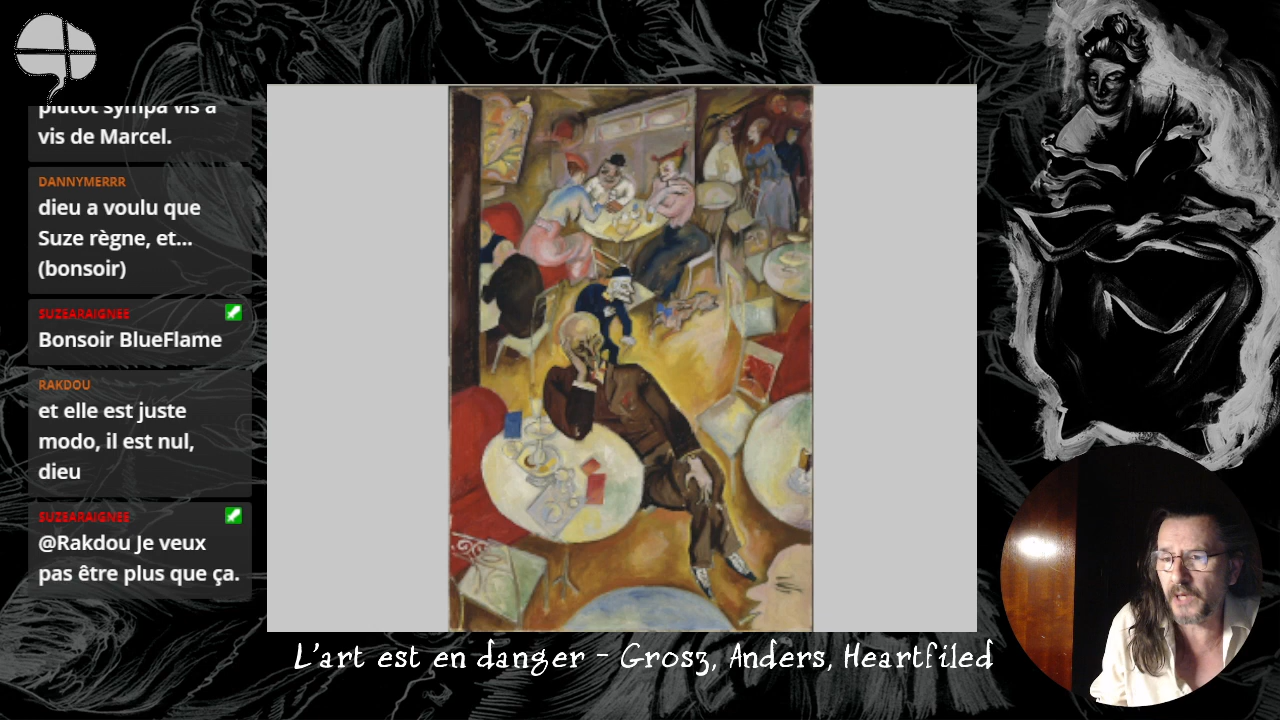 plutôt sympa vis à
vis de Marcel.
DANNYMERRR
dieu a voulu que
Suze règne, et...
(bonsoir)
SUZEARAIGNEE
Bonsoir BlueFlame
RAKDOU
et elle est juste
modo, il est nul,
dieu
SUZEARAIGNEE
@Rakdou Je veux
pas être plus que ça.
L'art est en danger - Grosz, Anders, Heartfiled